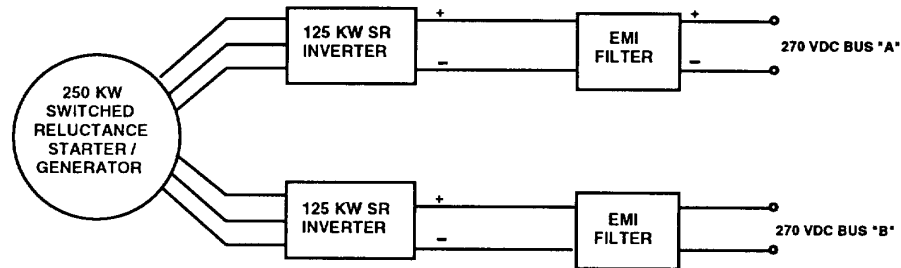 250 KW
SWITCHED
RELUCTANCE
STARTER /
GENERATOR
125 KW SR
INVERTER
+
−
EMI
FILTER
+
−
270 VDC BUS "A"
125 KW SR
INVERTER
+
−
EMI
FILTER
270 VDC BUS "B"